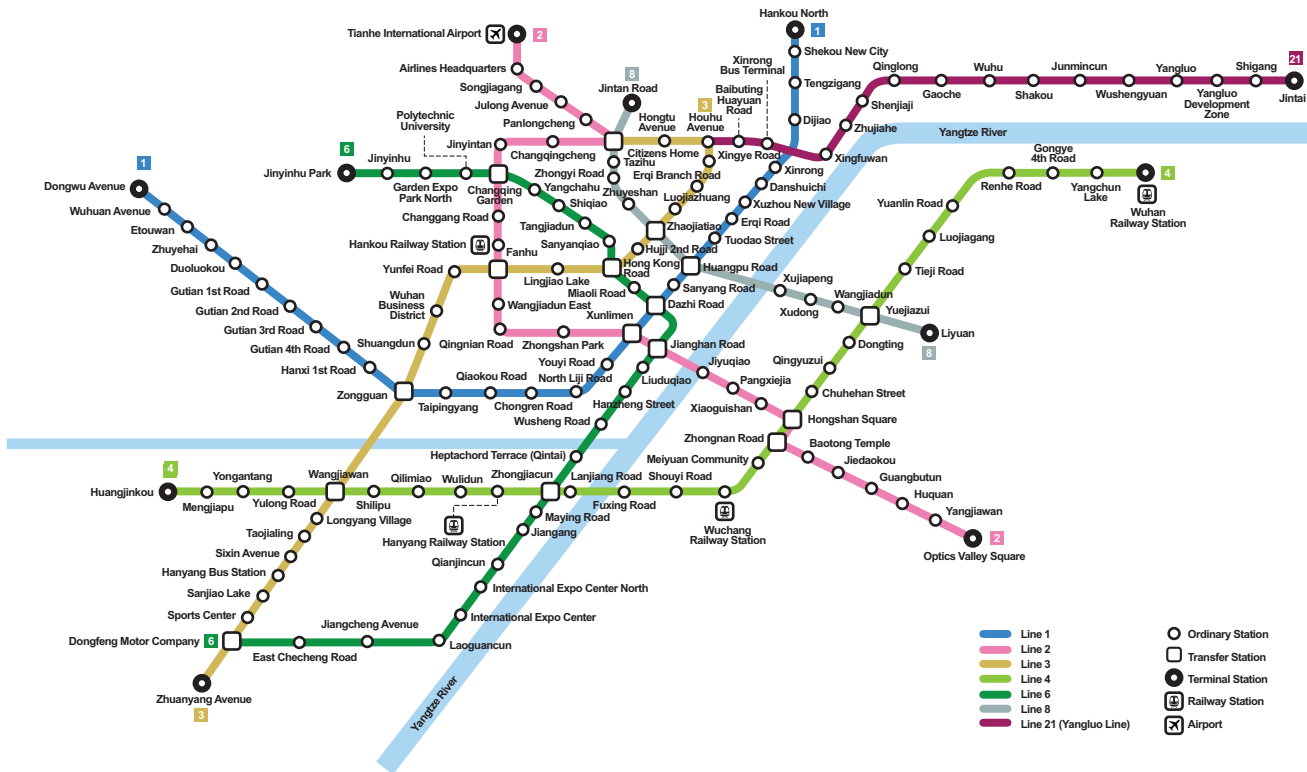 Hankou North
1
Tianhe International Airport
2
Shekou New City
Xinrong
Bus Terminal
21
Airlines Headquarters
8
Qinglong
Wuhu
Junmincun
Yangluo
Shigang
Songjiagang
Jintan Road
Tengzigang
Baibuting
Huayuan
Road
Gaoche
Shakou
Wushengyuan
Yangluo
Development
Zone
Jintai
Julong Avenue
3
Hongtu
Avenue
Houhu
Avenue
Shenjiaji
Polytechnic
University
Panlongcheng
Dijiao
Zhujiahe
Yangtze River
Jinyintan
Changqingcheng
Citizens Home
Xingye Road
Xingfuwan
Gongye
4th Road
6
Jinyinhu
Tazihu
Zhongyi Road
Erqi Branch Road
Xinrong
4
1
Jinyinhu Park
Garden Expo
Park North
Changqing
Garden
Yangchahu
Zhuyeshan
Luojiazhuang
Danshuichi
Renhe Road
Yangchun
Lake
Wuhan
Railway Station
Dongwu Avenue
Shiqiao
Xuzhou New Village
Yuanlin Road
Wuhuan Avenue
Changgang Road
Tangjiadun
Zhaojiatiao
Erqi Road
Etouwan
Hankou Railway Station
Sanyanqiao
Hujji 2nd Road
Tuodao Street
Luojiagang
Zhuyehai
Fanhu
Duoluokou
Yunfei Road
Lingjiao Lake
Hong Kong
Road
Huangpu Road
Tieji Road
Gutian 1st Road
Miaoli Road
Sanyang Road
Xujiapeng
Gutian 2nd Road
Wuhan
Business
District
Wangjiadun East
Dazhi Road
Xudong
Wangjiadun
Yuejiazui
Gutian 3rd Road
Xunlimen
Qingnian Road
Zhongshan Park
Jianghan Road
Liyuan
8
Gutian 4th Road
Shuangdun
Dongting
Hanxi 1st Road
Youyi Road
Qingyuzui
Jiyuqiao
Zongguan
Qiaokou Road
North Liji Road
Liuduqiao
Pangxiejia
Chuhehan Street
Taipingyang
Chongren Road
Hanzheng Street
Xiaoguishan
Wusheng Road
Hongshan Square
Zhongnan Road
Heptachord Terrace (Qintai)
Baotong Temple
Meiyuan Community
Jiedaokou
4
Yongantang
Wangjiawan
Qilimiao
Wulidun
Zhongjiacun
Lanjiang Road
Shouyi Road
Guangbutun
Huangjinkou
Mengjiapu
Yulong Road
Shilipu
Fuxing Road
Huquan
Longyang Village
Maying Road
Yangjiawan
Taojialing
Hanyang Railway Station
Jiangang
Wuchang
Railway Station
2
Sixin Avenue
Optics Valley Square
Hanyang Bus Station
Qianjincun
Sanjiao Lake
International Expo Center North
Sports Center
International Expo Center
Dongfeng Motor Company
6
Jiangcheng Avenue
East Checheng Road
Laoguancun
Zhuanyang Avenue
3
Yangtze River
Line 1
Line 2
Line 3
Line 4
Line 6
Line 8
Line 21 (Yangluo Line)
Ordinary Station
Transfer Station
Terminal Station
Railway Station
Airport